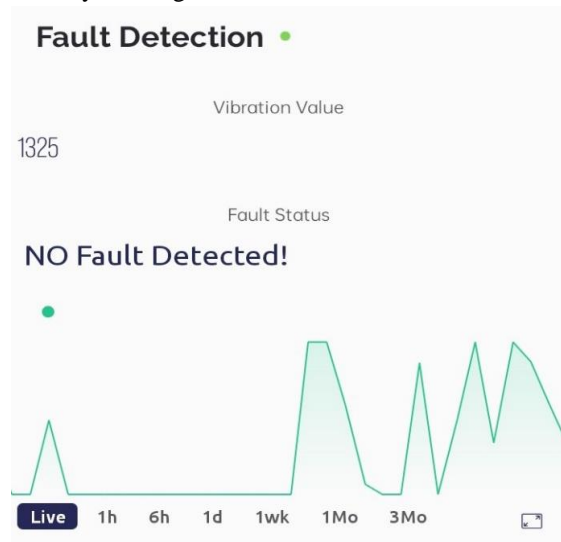 Fault Detection
Vibration Value
1325
Fault Status
NO Fault Detected!
Live 1h 6h 1d 1wk 1Mo 3Mo